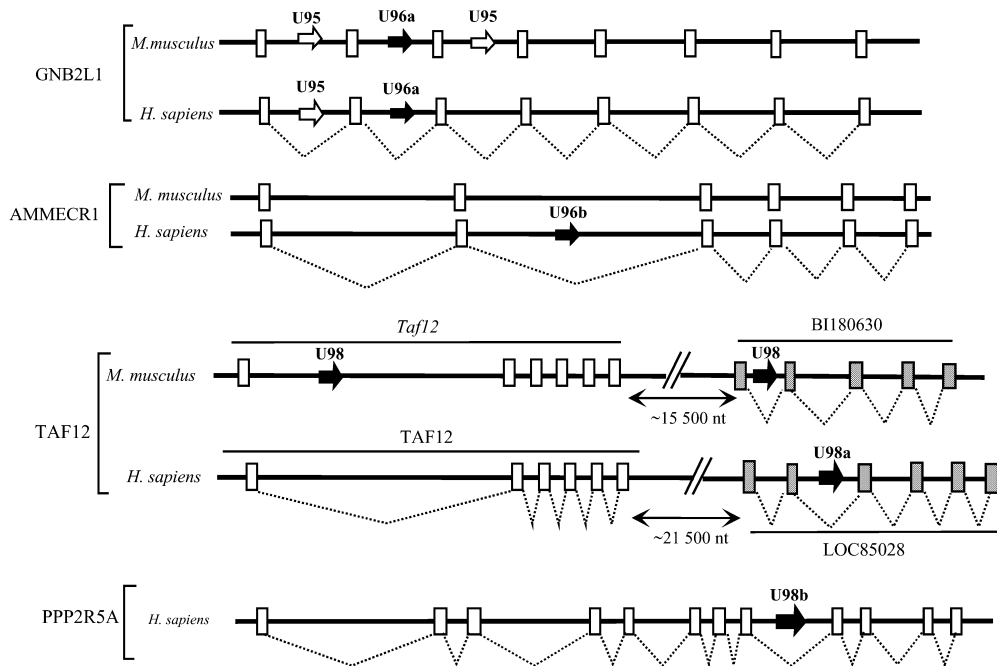 U95 U96a U95
M.musculus
GNB2L1
U95 U96a
H. sapiens
M. musculus
AMMECR1
U96b
H. sapiens
Taf12 BI180630
U98 U98
M. musculus
~15 500 nt
TAF12
TAF12
U98a
H. sapiens
~21 500 nt
LOC85028
U98b
PPP2R5A H. sapiens